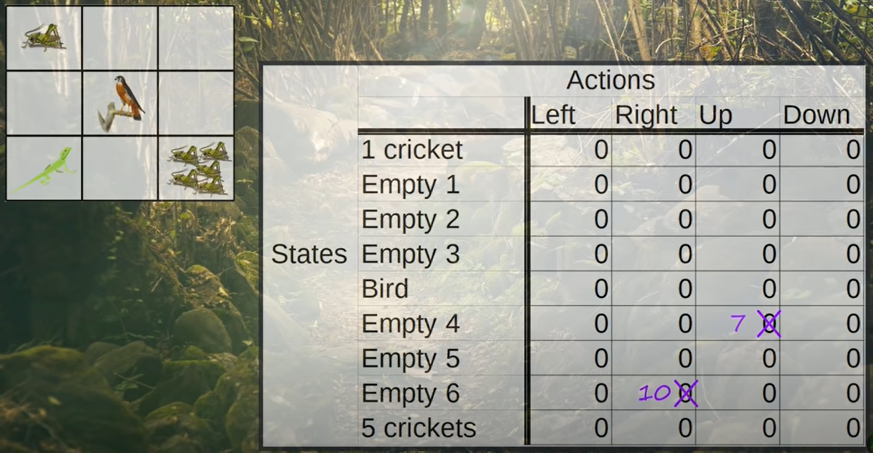 Actions
Left Right Up Down
1 cricket 0 0 0 0
Empty 1 0 0 0 0
Empty 2 0 0 0 0
States Empty 3 0 0 0 0
Bird 0 0 0 0
Empty 4 0 0 7 0 0
Empty 5 0 0 0 0
Empty 6 0 10 0 0 0
5 crickets 0 0 0 0